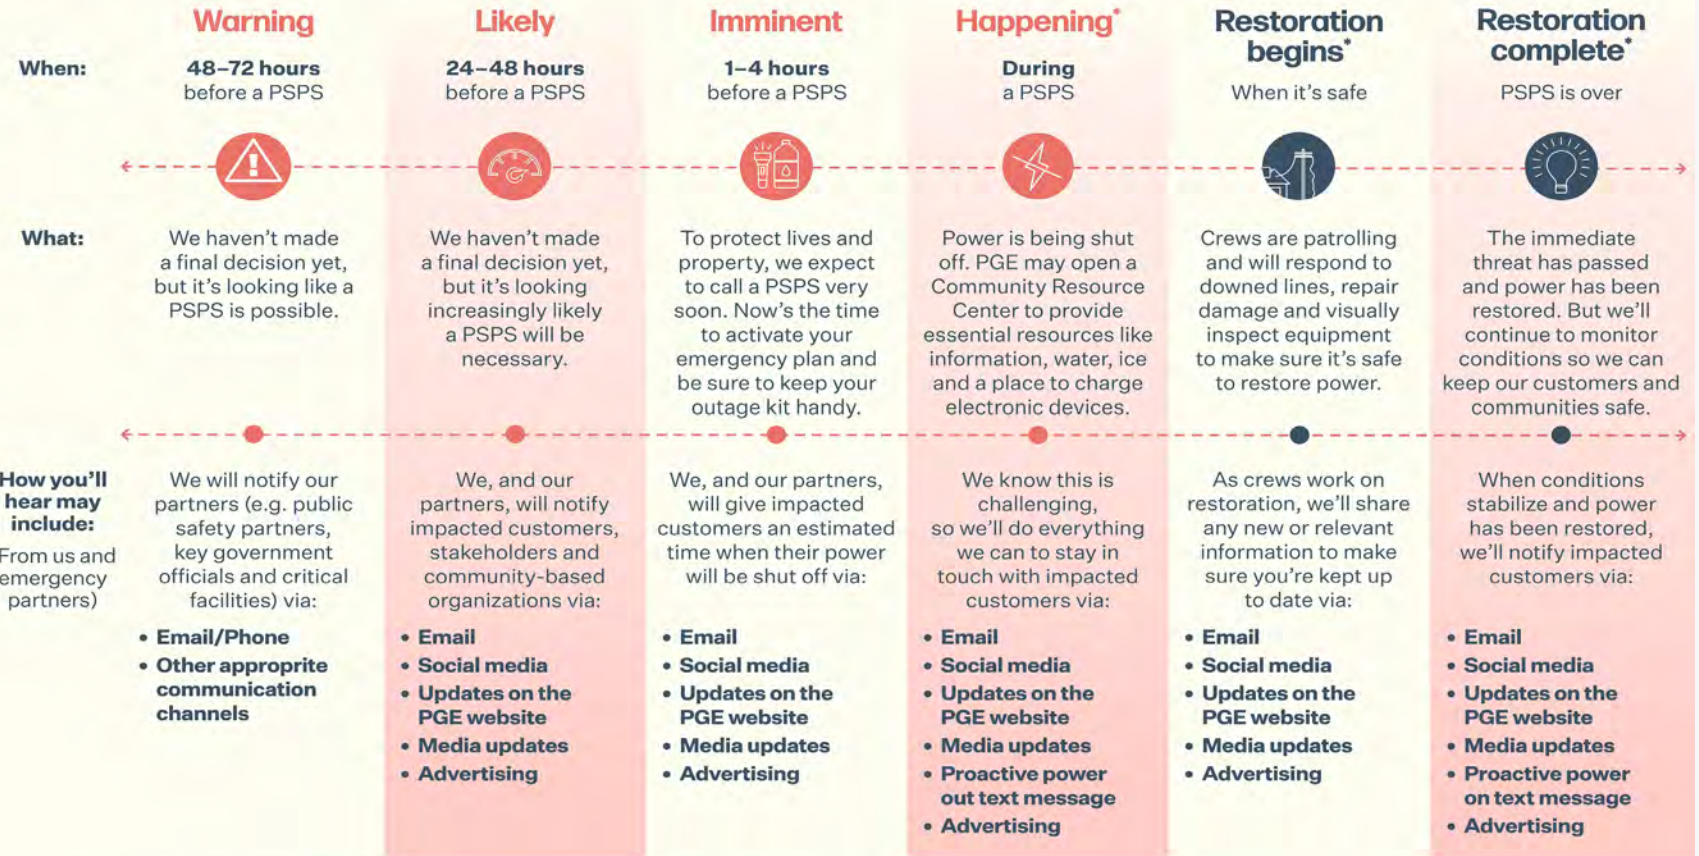 Warning
Likely
Imminent
Happening*
Restoration
begins*
Restoration
complete*
When:
48–72 hours
before a PSPS
24–48 hours
before a PSPS
1–4 hours
before a PSPS
During
a PSPS
When it's safe
PSPS is over
What:
We haven't made
a final decision yet,
but it's looking like a
PSPS is possible.
We haven't made
a final decision yet,
but it's looking
increasingly likely
a PSPS will be
necessary.
To protect lives and
property, we expect
to call a PSPS very
soon. Now's the time
to activate your
emergency plan and
be sure to keep your
outage kit handy.
Power is being shut
off. PGE may open a
Community Resource
Center to provide
essential resources like
information, water, ice
and a place to charge
electronic devices.
Crews are patrolling
and will respond to
downed lines, repair
damage and visually
inspect equipment
to make sure it's safe
to restore power.
The immediate
threat has passed
and power has been
restored. But we'll
continue to monitor
conditions so we can
keep our customers and
communities safe.
How you'll
hear may
include:
From us and
emergency
partners)
We will notify our
partners (e.g. public
safety partners,
key government
officials and critical
facilities) via:
• Email/Phone
• Other approprite
communication
channels
We, and our
partners, will notify
impacted customers,
stakeholders and
community-based
organizations via:
• Email
• Social media
• Updates on the
PGE website
• Media updates
• Advertising
We, and our partners,
will give impacted
customers an estimated
time when their power
will be shut off via:
• Email
• Social media
• Updates on the
PGE website
• Media updates
• Advertising
We know this is
challenging,
so we'll do everything
we can to stay in
touch with impacted
customers via:
• Email
• Social media
• Updates on the
PGE website
• Media updates
• Proactive power
out text message
• Advertising
As crews work on
restoration, we'll share
any new or relevant
information to make
sure you're kept up
to date via:
• Email
• Social media
• Updates on the
PGE website
• Media updates
• Advertising
When conditions
stabilize and power
has been restored,
we'll notify impacted
customers via:
• Email
• Social media
• Updates on the
PGE website
• Media updates
• Proactive power
on text message
• Advertising